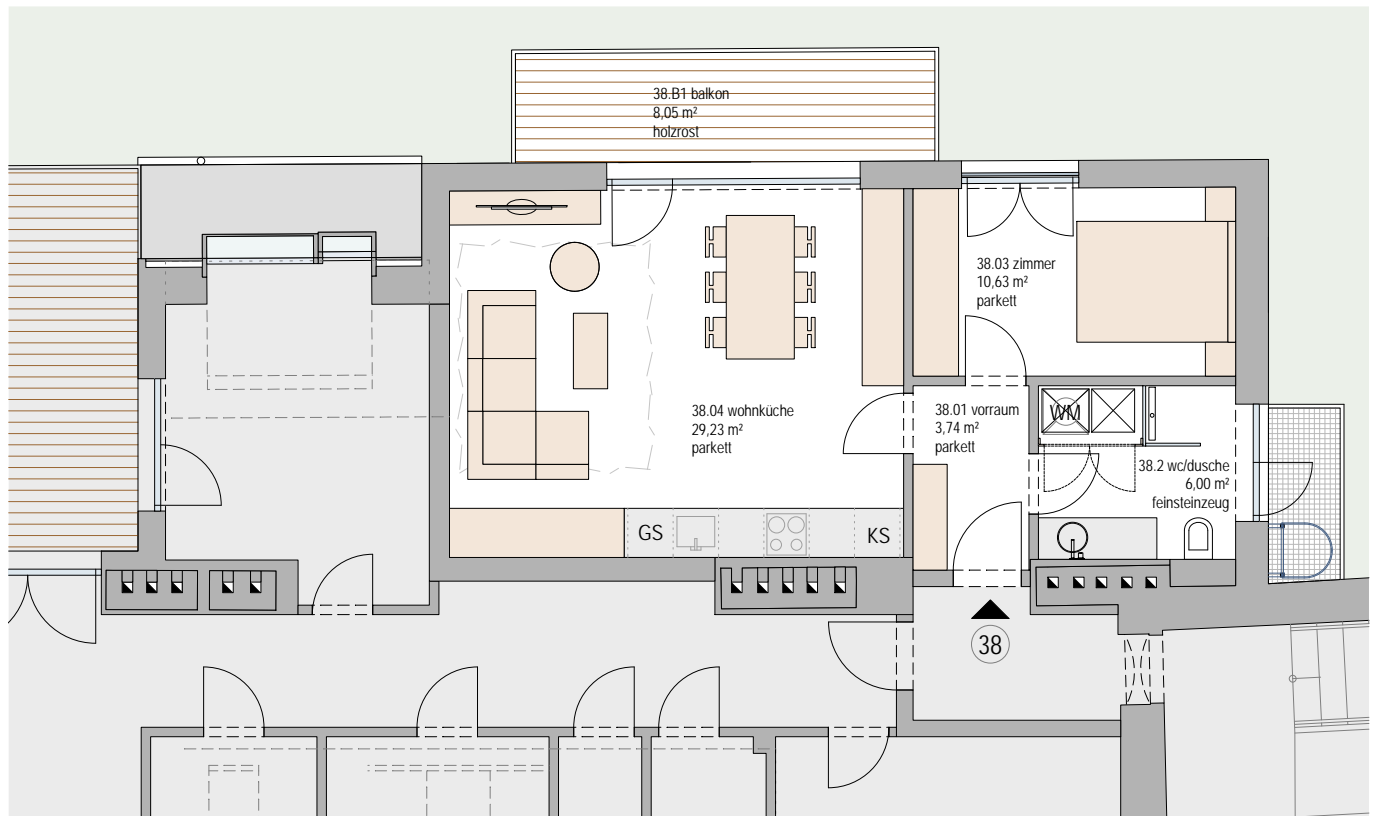 38.B1 balkon
8,05 m²
holzrost
38.03 zimmer
10,63 m²
parkett
38.04 wohnküche
29,23 m²
parkett
38.01 vorraum
3,74 m²
parkett
WM
38.2 wc/dusche
6,00 m²
feinsteinzeug
GS
KS
38